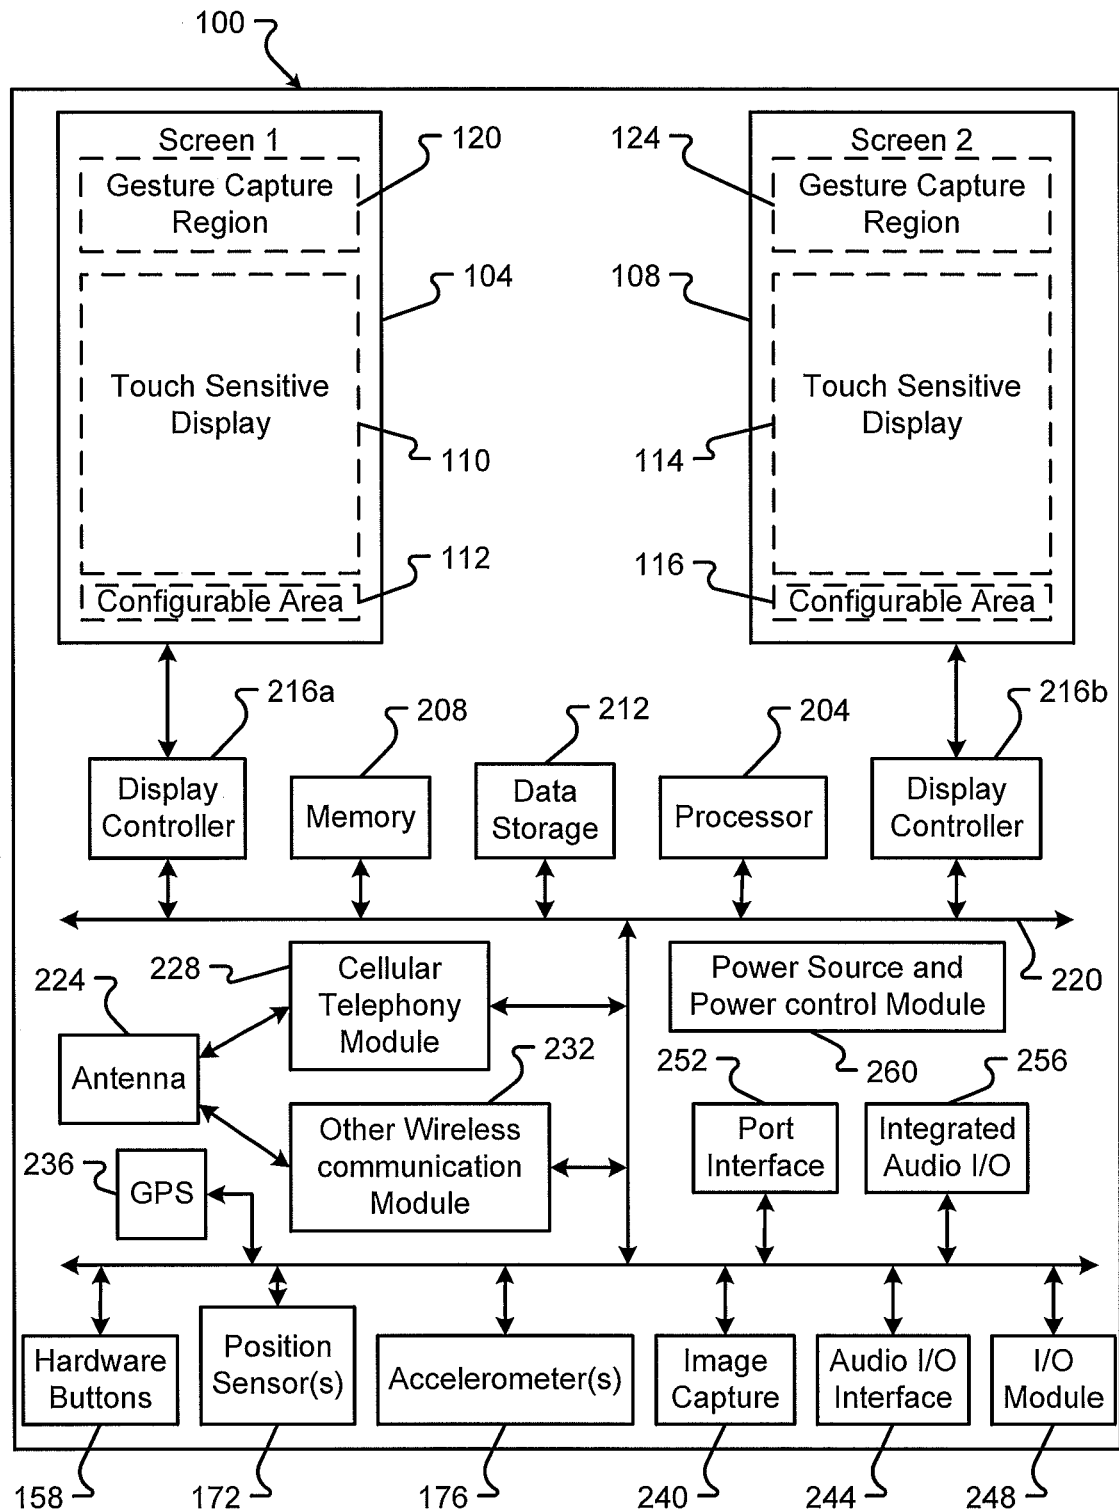 100
Screen 1
Gesture Capture
Region
120
104
Touch Sensitive
Display
110
112
Configurable Area
Screen 2
124
Gesture Capture
Region
108
Touch Sensitive
Display
114
116
Configurable Area
216a
208
212
204
216b
Display
Controller
Memory
Data
Storage
Processor
Display
Controller
220
224
228
Cellular
Telephony
Module
Power Source and
Power control Module
260
Antenna
232
Other Wireless
communication
Module
252
256
Port
Interface
Integrated
Audio I/O
236
GPS
Hardware
Buttons
Position
Sensor(s)
Accelerometer(s)
Image
Capture
Audio I/O
Interface
I/O
Module
158
172
176
240
244
248